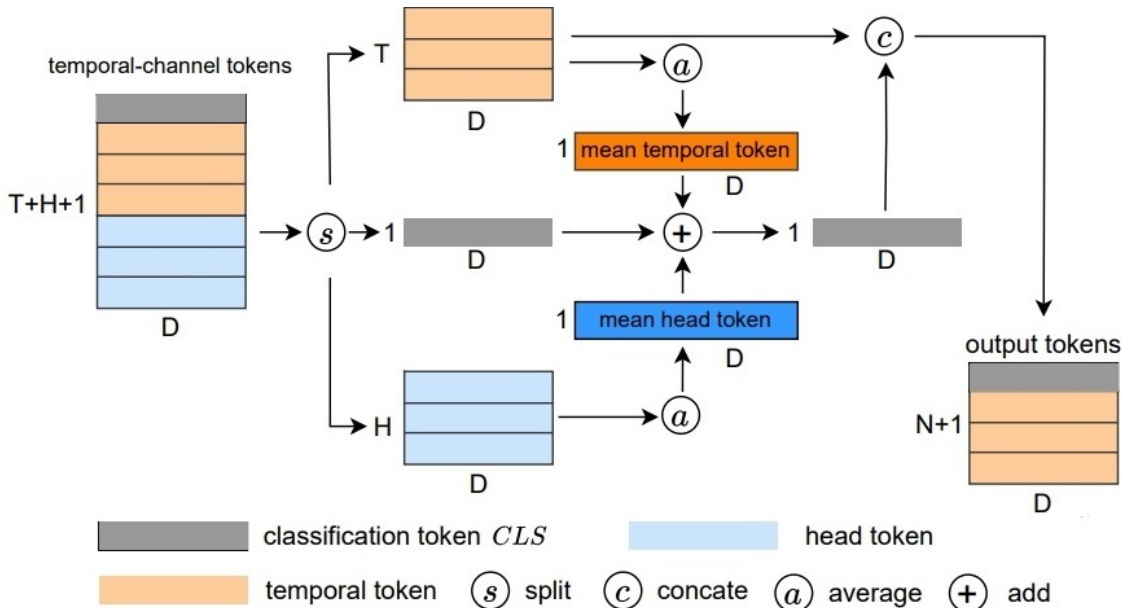 temporal-channel tokens
T+H+1
D
s
T
D
a
c
1 mean temporal token
D
1
D
+
1
D
1 mean head token
D
H
D
a
output tokens
N+1
D
classification token CLS
head token
temporal token
s split
c concate
a average
+ add